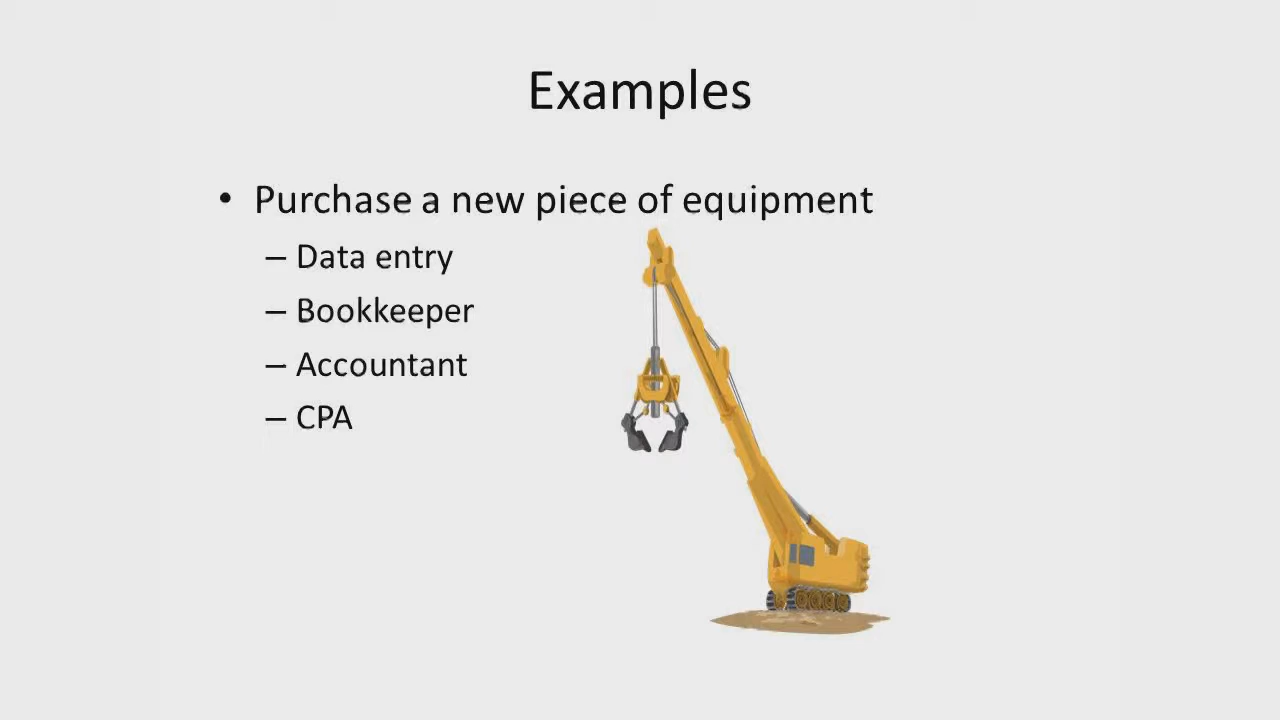 Examples
• Purchase a new piece of equipment
– Data entry
– Bookkeeper
– Accountant
– CPA